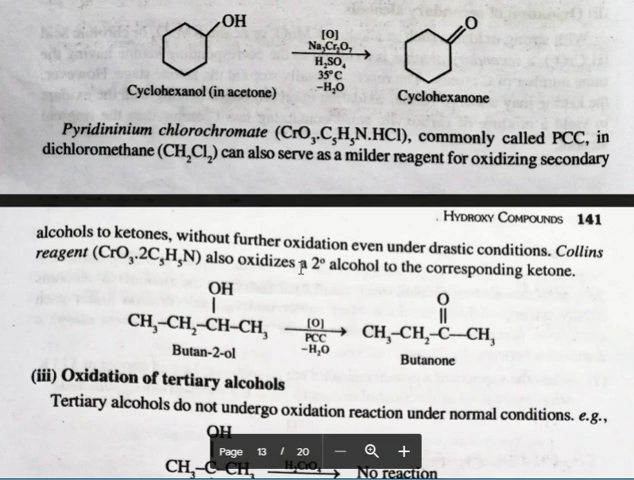 OH
[O]
Na2Cr2O7
H2SO4
35°C
–H2O
O
Cyclohexanol (in acetone)
Cyclohexanone
Pyridininium chlorochromate (CrO3.C5H5N.HCl), commonly called PCC, in
dichloromethane (CH2Cl2) can also serve as a milder reagent for oxidizing secondary
HYDROXY COMPOUNDS 141
alcohols to ketones, without further oxidation even under drastic conditions. Collins
reagent (CrO3.2C5H5N) also oxidizes a 2° alcohol to the corresponding ketone.
OH
CH3–CH2–CH–CH3
[O]
PCC
–H2O
O
CH3–CH2–C–CH3
Butan-2-ol
Butanone
(iii) Oxidation of tertiary alcohols
Tertiary alcohols do not undergo oxidation reaction under normal conditions. e.g.,
OH
Page 13 / 20 — +
CH3–C–CH3 H2CrO4 No reaction